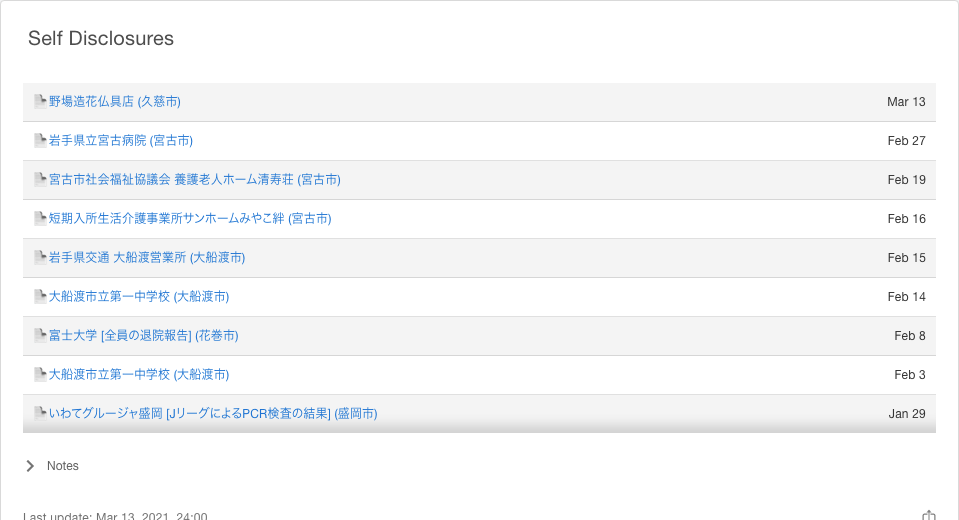 Self Disclosures
野場造花仏具店 (久慈市) Mar 13
岩手県立宮古病院 (宮古市) Feb 27
宮古市社会福祉協議会 養護老人ホーム清寿荘 (宮古市) Feb 19
短期入所生活介護事業所サンホームみやこ絆 (宮古市) Feb 16
岩手県交通 大船渡営業所 (大船渡市) Feb 15
大船渡市立第一中学校 (大船渡市) Feb 14
富士大学 [全員の退院報告] (花巻市) Feb 8
大船渡市立第一中学校 (大船渡市) Feb 3
いわてグルージャ盛岡 [JリーグによるPCR検査の結果] (盛岡市) Jan 29
Notes
Last update: Mar 13, 2021, 24:00